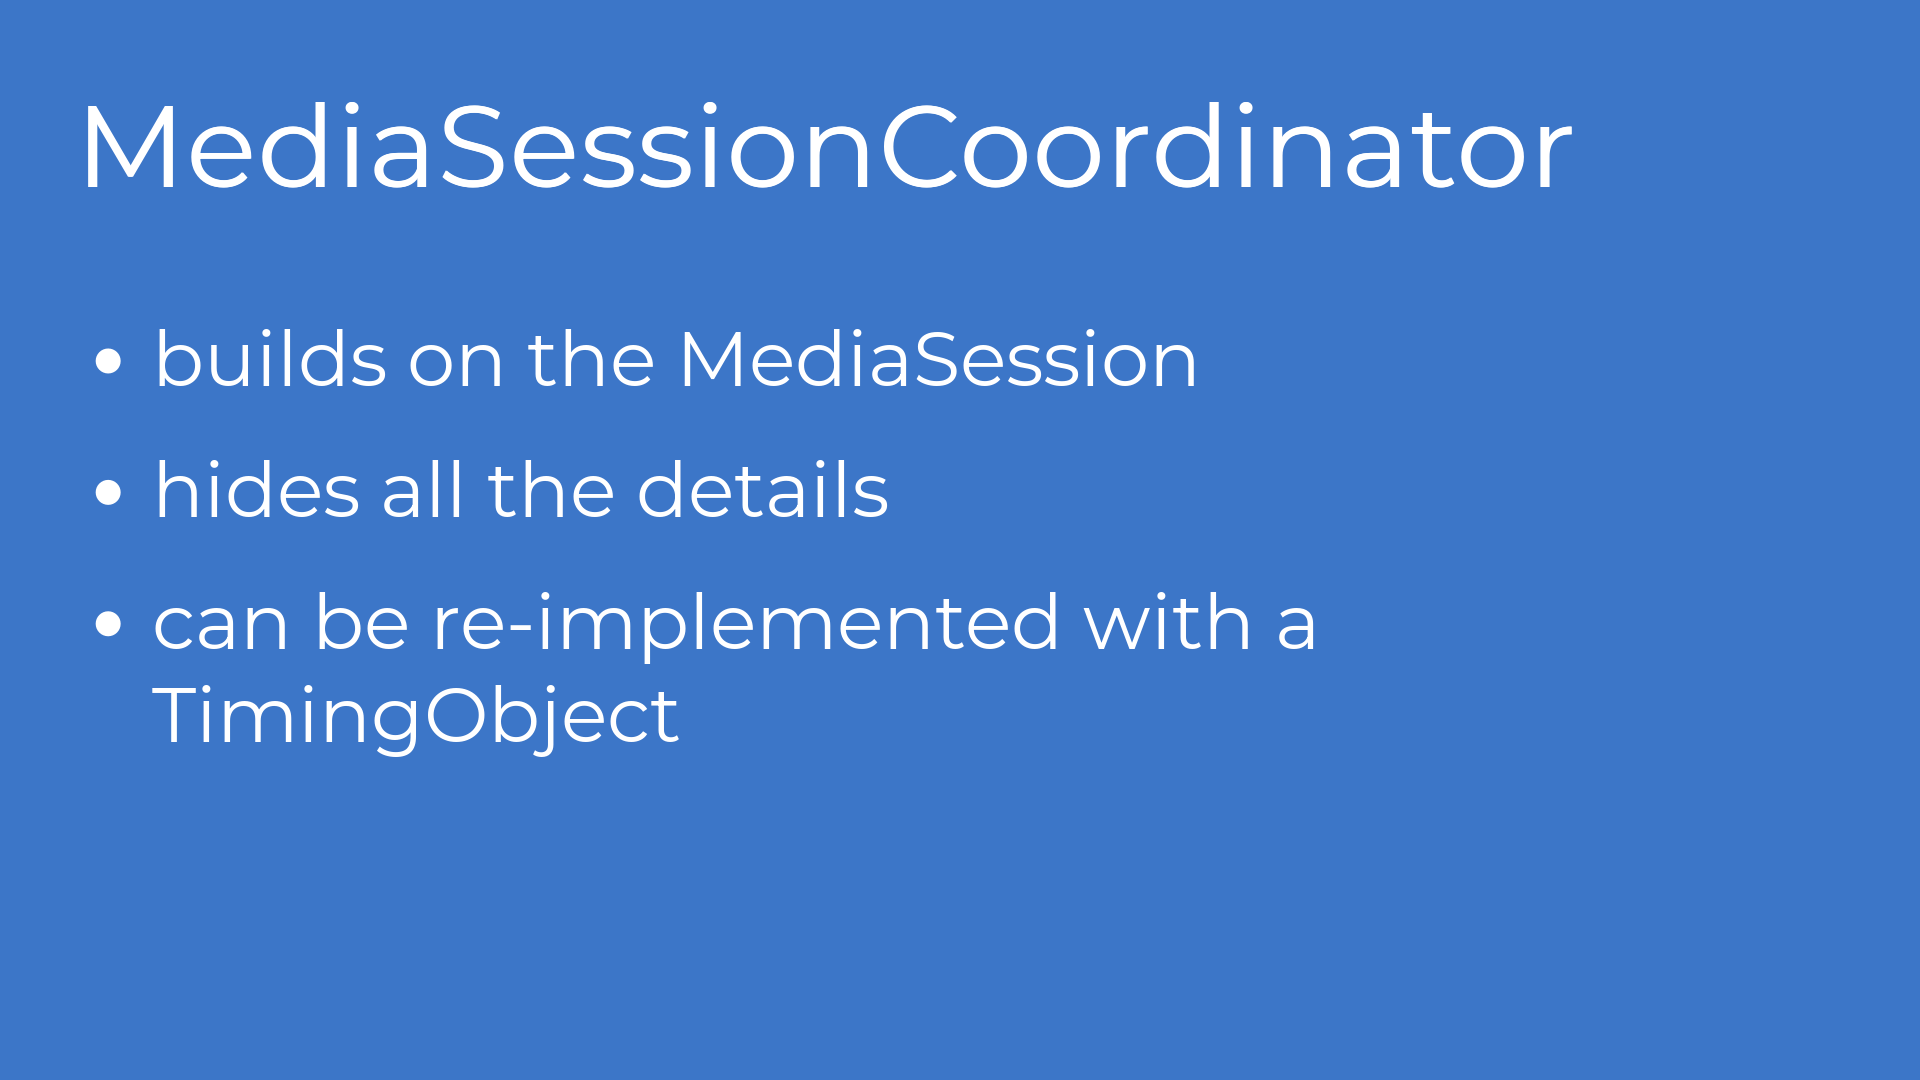 MediaSessionCoordinator
• builds on the MediaSession
• hides all the details
• can be re-implemented with a
TimingObject